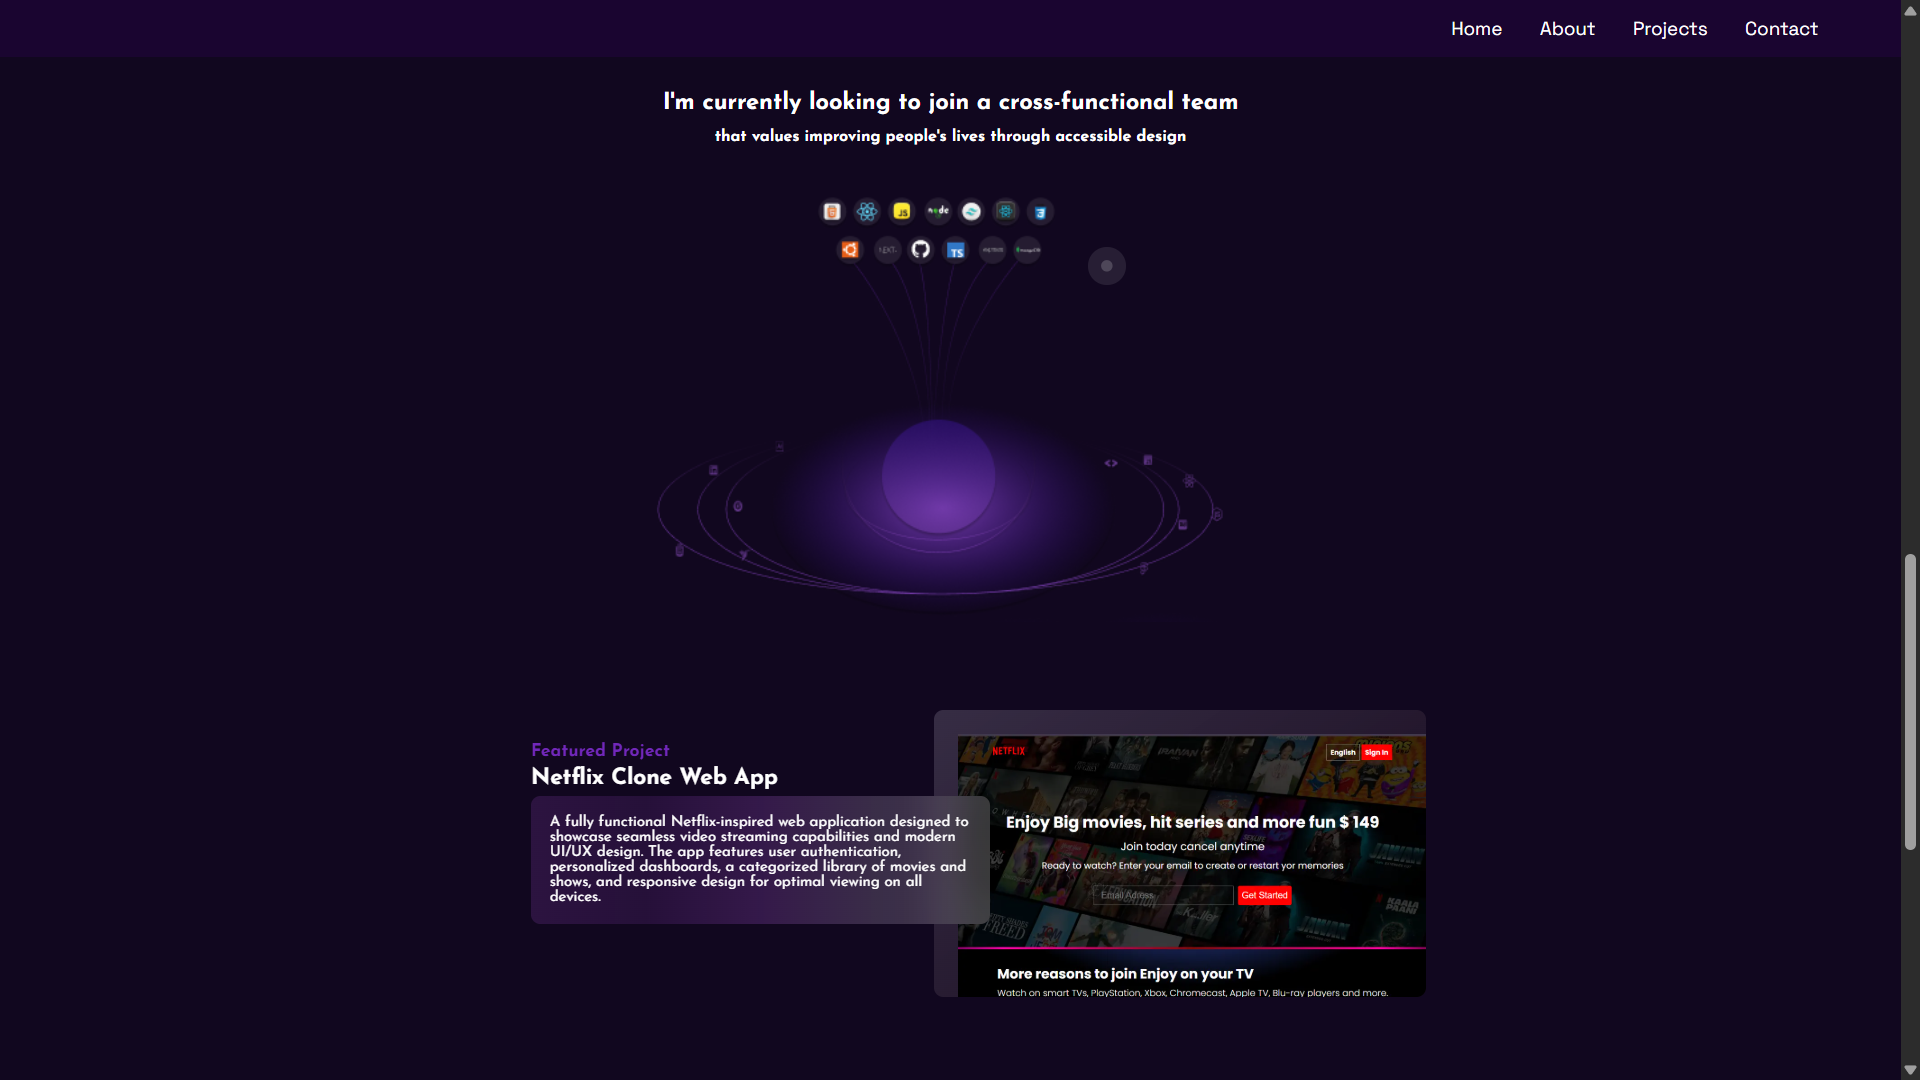 Home About Projects Contact
I'm currently looking to join a cross-functional team
that values improving people's lives through accessible design
JS
node
TS
Featured Project
Netflix Clone Web App
A fully functional Netflix-inspired web application designed to
showcase seamless video streaming capabilities and modern
UI/UX design. The app features user authentication,
personalized dashboards, a categorized library of movies and
shows, and responsive design for optimal viewing on all
devices.
NETFLIX
English Sign In
Enjoy Big movies, hit series and more fun $ 149
Join today cancel anytime
Ready to watch? Enter your email to create or restart yor memories
Email Adress
Get Started
KAALA
PAANI
FREED
More reasons to join Enjoy on your TV
Watch on smart TVs, PlayStation, Xbox, Chromecast, Apple TV, Blu-ray players and more.